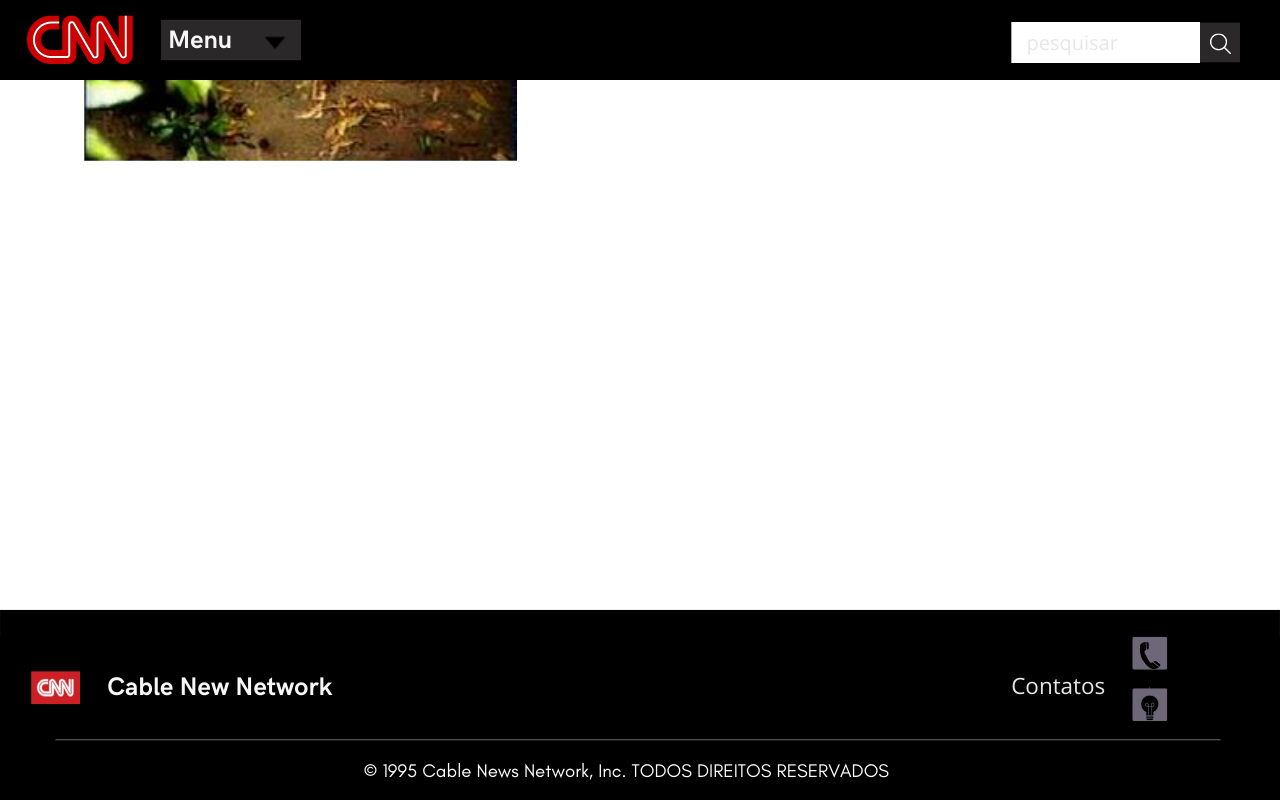 CNN Menu pesquisar
CNN Cable New Network Contatos
© 1995 Cable News Network, Inc. TODOS DIREITOS RESERVADOS